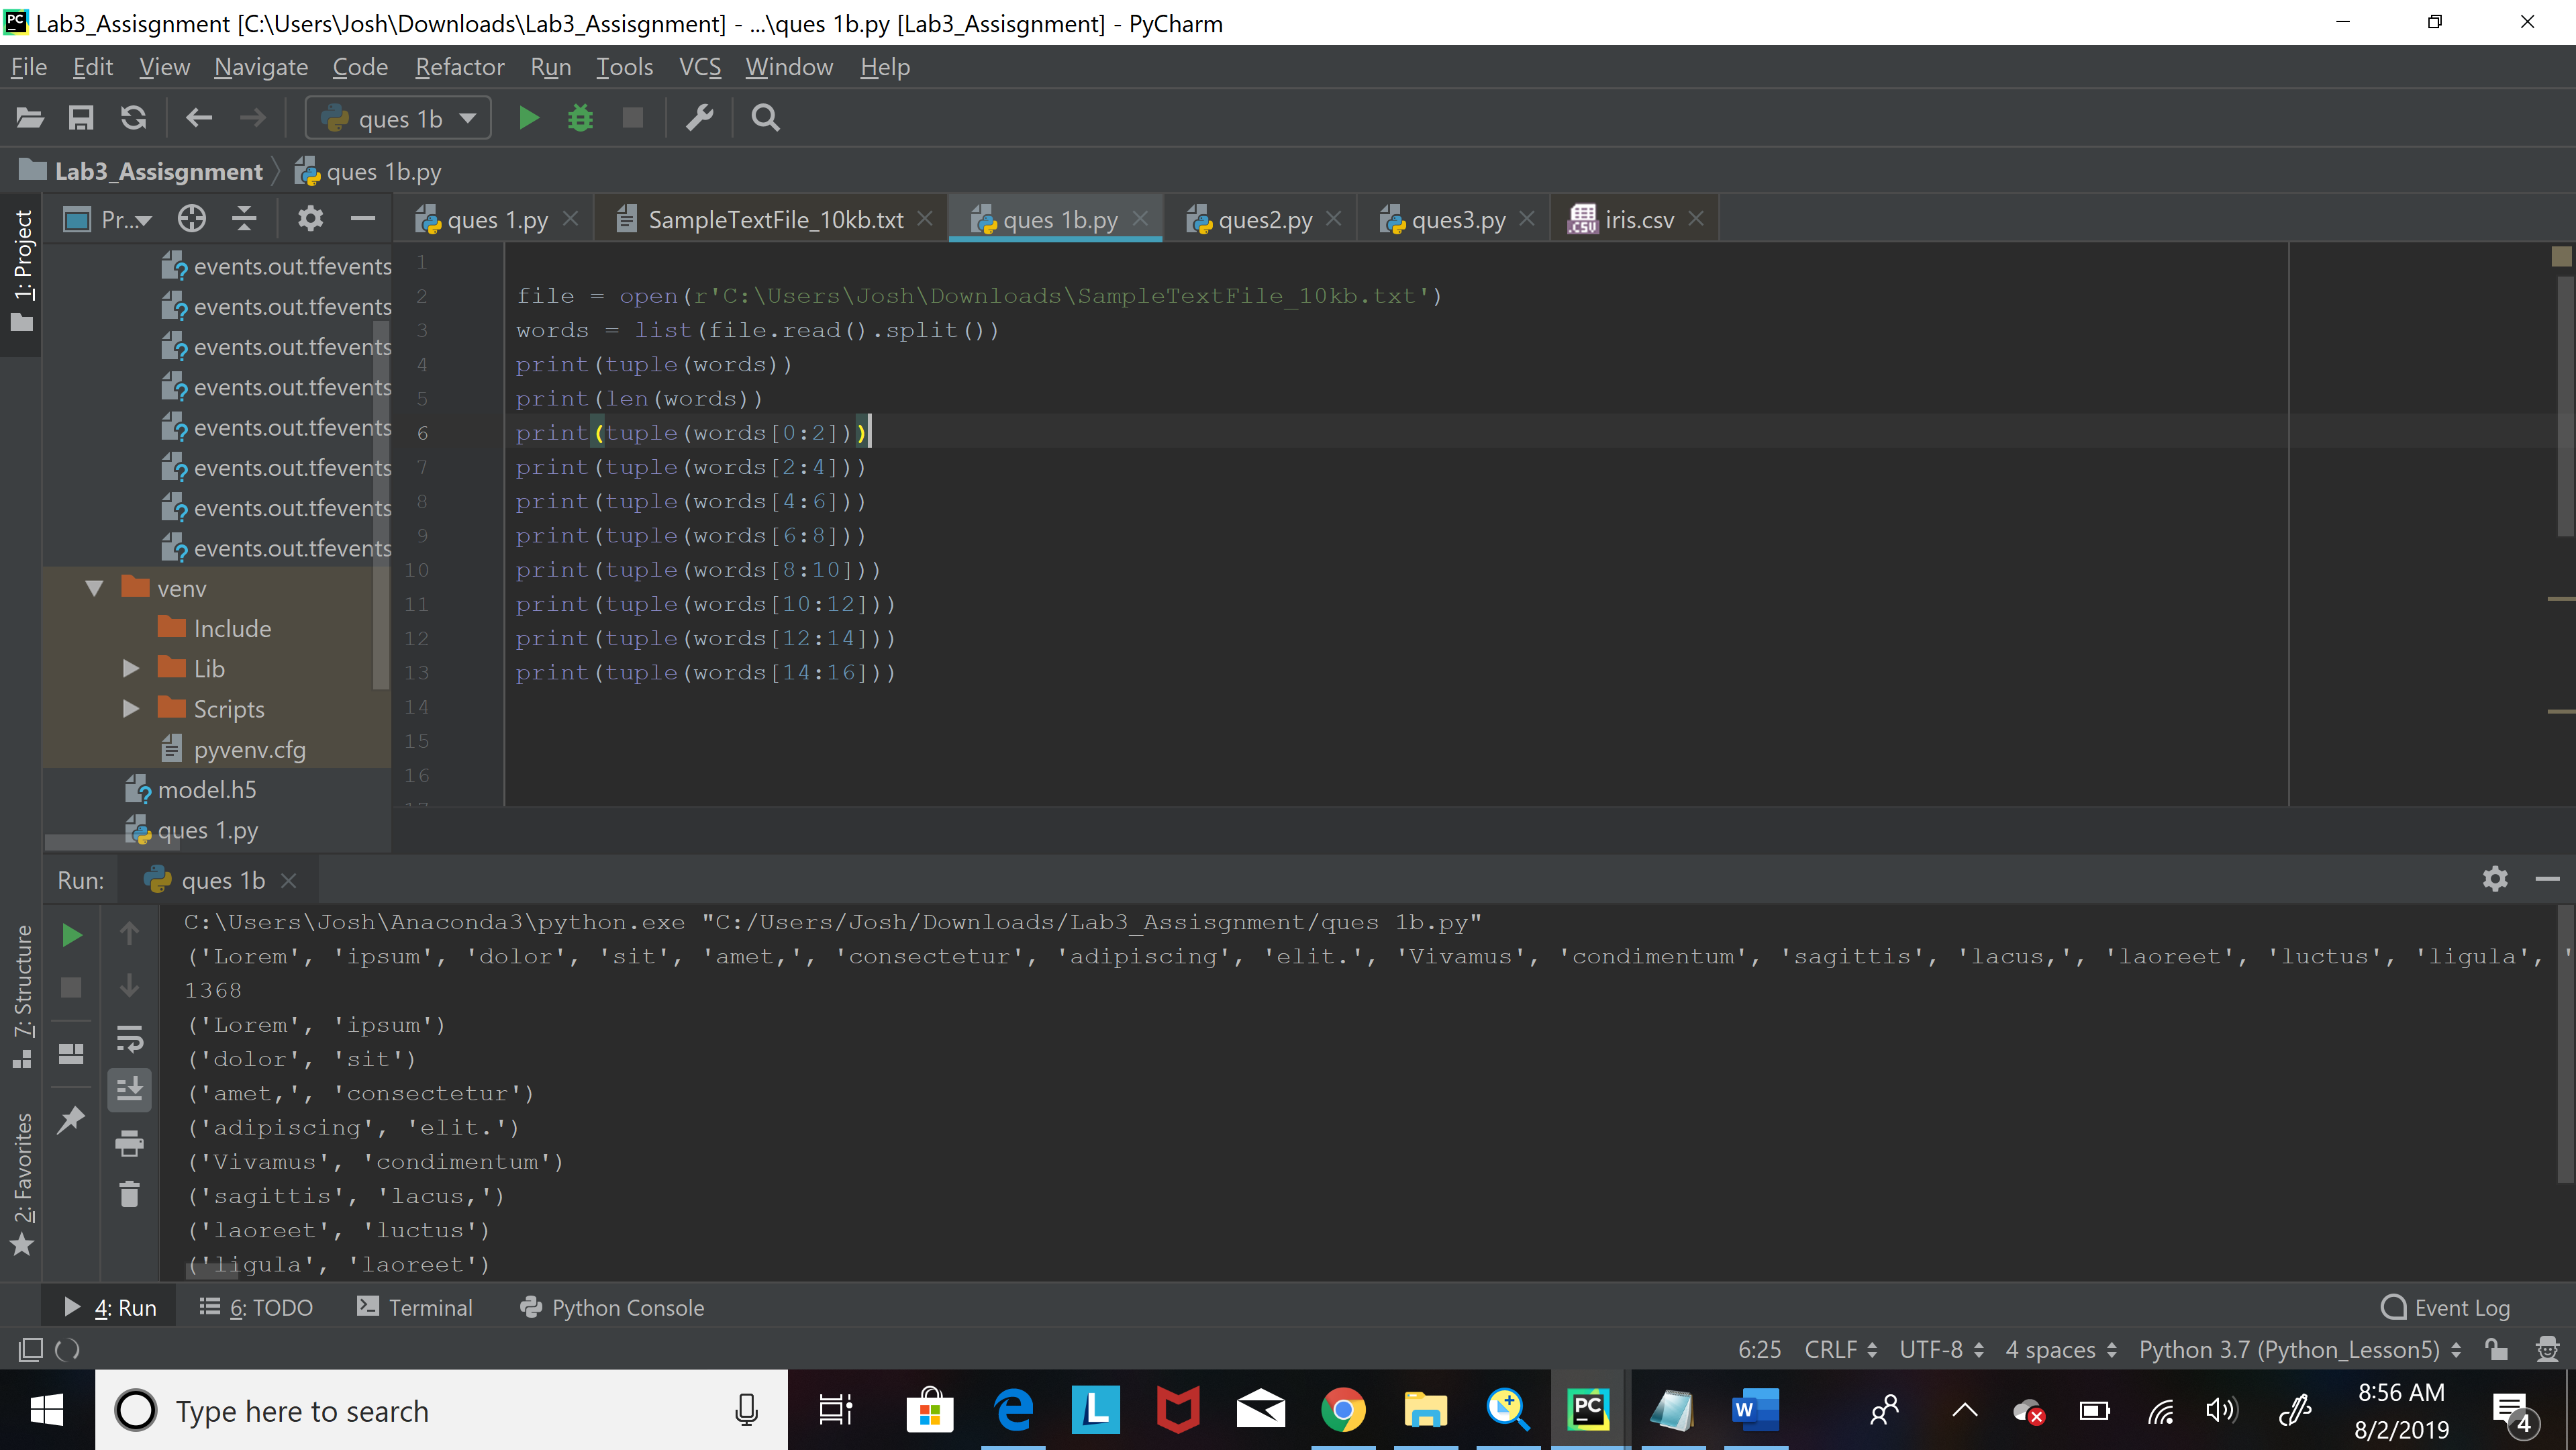 Lab3_Assisgnment [C:\Users\Josh\Downloads\Lab3_Assisgnment] - ...\ques 1b.py [Lab3_Assisgnment] - PyCharm
File Edit View Navigate Code Refactor Run Tools VCS Window Help
ques 1b
Lab3_Assisgnment ques 1b.py
1: Project
Pr...
ques 1.py SampleTextFile_10kb.txt ques 1b.py ques2.py ques3.py iris.csv
events.out.tfevents
events.out.tfevents
events.out.tfevents
events.out.tfevents
events.out.tfevents
events.out.tfevents
events.out.tfevents
events.out.tfevents
venv
Include
Lib
Scripts
pyvenv.cfg
model.h5
ques 1.py
1
2 file = open(r'C:\Users\Josh\Downloads\SampleTextFile_10kb.txt')
3 words = list(file.read().split())
4 print(tuple(words))
5 print(len(words))
6 print(tuple(words[0:2]))
7 print(tuple(words[2:4]))
8 print(tuple(words[4:6]))
9 print(tuple(words[6:8]))
10 print(tuple(words[8:10]))
11 print(tuple(words[10:12]))
12 print(tuple(words[12:14]))
13 print(tuple(words[14:16]))
14
15
16
Run: ques 1b
7: Structure
2: Favorites
C:\Users\Josh\Anaconda3\python.exe "C:/Users/Josh/Downloads/Lab3_Assisgnment/ques 1b.py"
('Lorem', 'ipsum', 'dolor', 'sit', 'amet,', 'consectetur', 'adipiscing', 'elit.', 'Vivamus', 'condimentum', 'sagittis', 'lacus,', 'laoreet', 'luctus', 'ligula', '
1368
('Lorem', 'ipsum')
('dolor', 'sit')
('amet,', 'consectetur')
('adipiscing', 'elit.')
('Vivamus', 'condimentum')
('sagittis', 'lacus,')
('laoreet', 'luctus')
('ligula', 'laoreet')
4: Run 6: TODO Terminal Python Console Event Log
6:25 CRLF UTF-8 4 spaces Python 3.7 (Python_Lesson5)
Type here to search
8:56 AM
8/2/2019
4